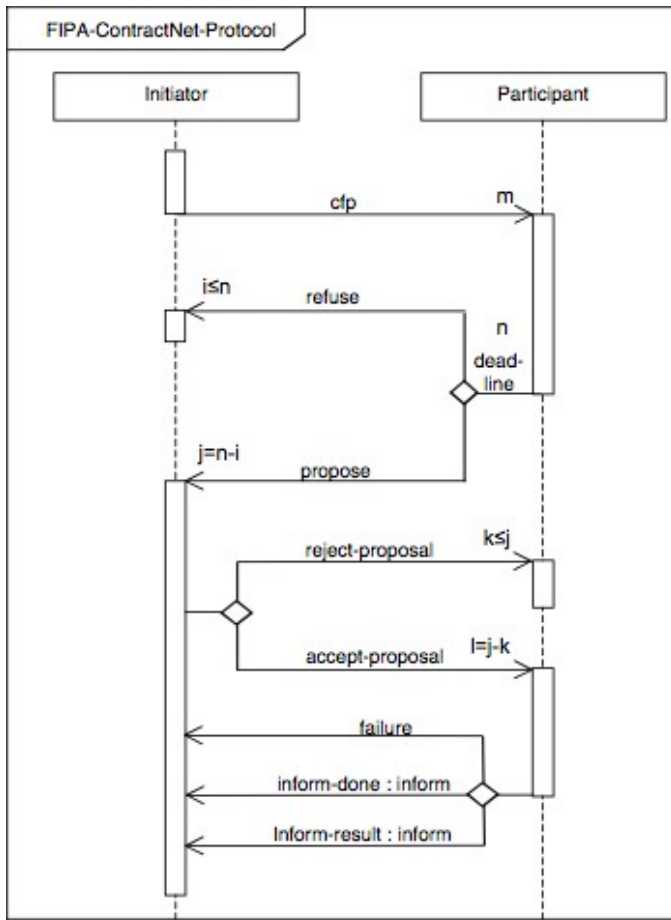 FIPA-ContractNet-Protocol
Initiator
Participant
cfp
m
i≤n
refuse
n
dead-
line
j=n-i
propose
reject-proposal
k≤j
accept-proposal
l=j-k
failure
inform-done : inform
Inform-result : inform